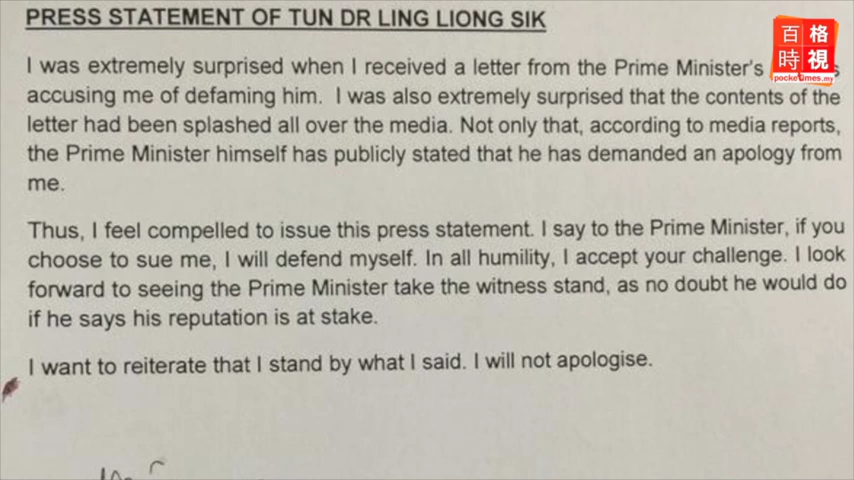 PRESS STATEMENT OF TUN DR LING LIONG SIK
I was extremely surprised when I received a letter from the Prime Minister's
accusing me of defaming him. I was also extremely surprised that the contents of the
letter had been splashed all over the media. Not only that, according to media reports,
the Prime Minister himself has publicly stated that he has demanded an apology from
me.
Thus, I feel compelled to issue this press statement. I say to the Prime Minister, if you
choose to sue me, I will defend myself. In all humility, I accept your challenge. I look
forward to seeing the Prime Minister take the witness stand, as no doubt he would do
if he says his reputation is at stake.
I want to reiterate that I stand by what I said. I will not apologise.
百格
時視
pocketimes.my